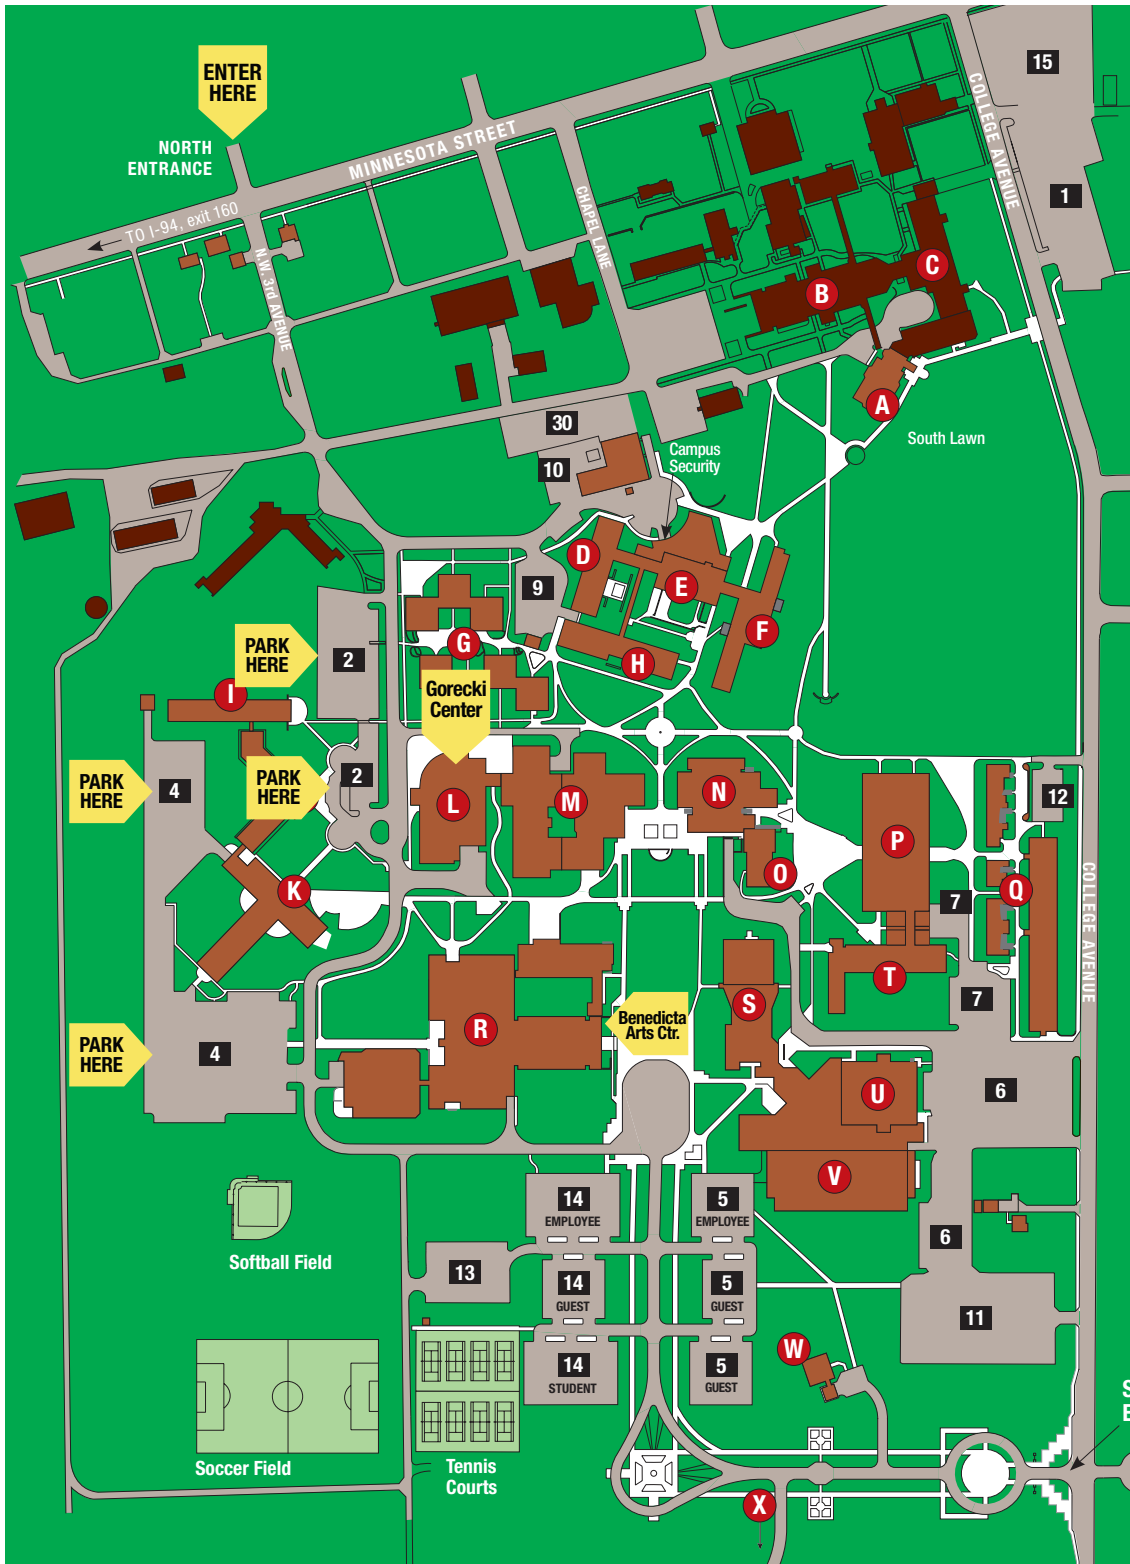 ENTER
HERE
NORTH
ENTRANCE
MINNESOTA STREET
TO I-94, exit 160
N.W. 3rd AVENUE
CHAPEL LANE
COLLEGE AVENUE
15
1
C
B
A
South Lawn
30
10
Campus
Security
D
E
F
H
9
G
PARK
HERE
2
I
Gorecki
Center
PARK
HERE
4
PARK
HERE
2
L
M
N
O
P
12
Q
7
K
COLLEGE AVENUE
T
7
S
R
Benedicta
Arts Ctr.
PARK
HERE
4
U
6
V
14
EMPLOYEE
5
EMPLOYEE
6
Softball Field
13
14
GUEST
5
GUEST
11
W
14
STUDENT
5
GUEST
Soccer Field
Tennis
Courts
X